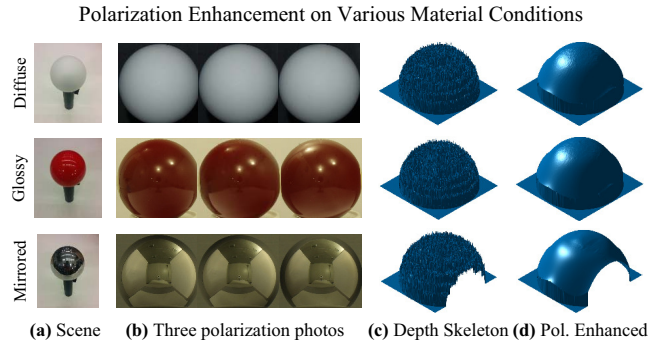 Polarization Enhancement on Various Material Conditions
Diffuse
Glossy
Mirrored
(a) Scene
(b) Three polarization photos
(c) Depth Skeleton
(d) Pol. Enhanced